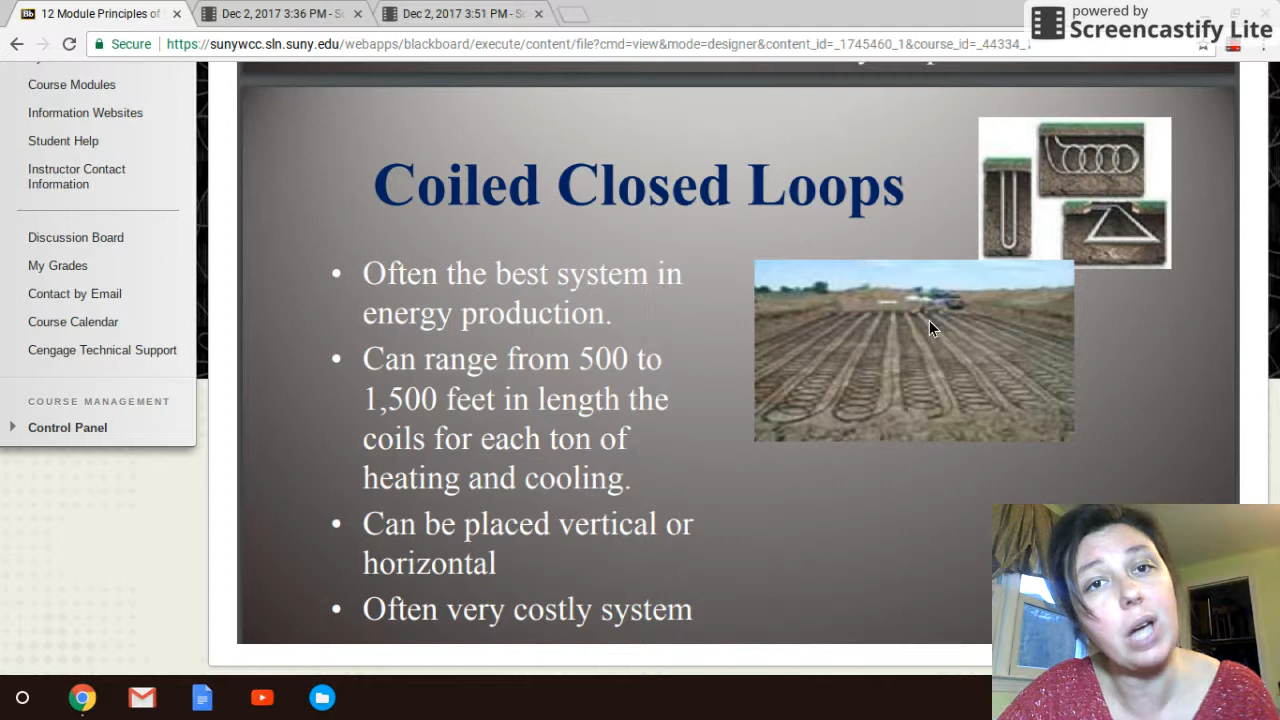 12 Module Principles of
Dec 2, 2017 3:36 PM - S
Dec 2, 2017 3:51 PM - S
powered by
Screencastify Lite
Secure
https://sunywcc.sln.suny.edu/webapps/blackboard/execute/content/file?cmd=view&mode=designer&content_id=_1745460_1&course_id=_44334_1
Course Modules
Information Websites
Student Help
Instructor Contact
Information
Discussion Board
My Grades
Contact by Email
Course Calendar
Cengage Technical Support
COURSE MANAGEMENT
Control Panel
Coiled Closed Loops
• Often the best system in
energy production.
• Can range from 500 to
1,500 feet in length the
coils for each ton of
heating and cooling.
• Can be placed vertical or
horizontal
• Often very costly system